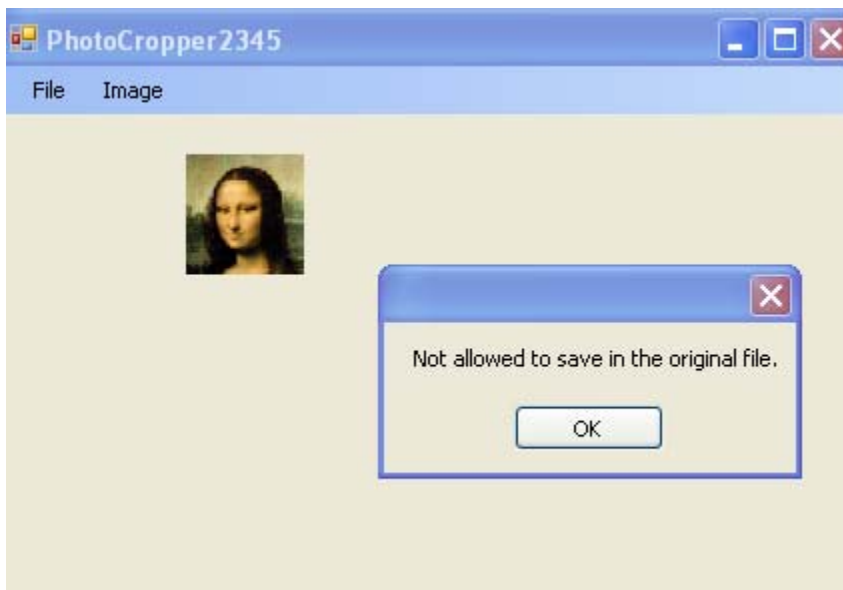 PhotoCropper2345
File Image
Not allowed to save in the original file.
OK